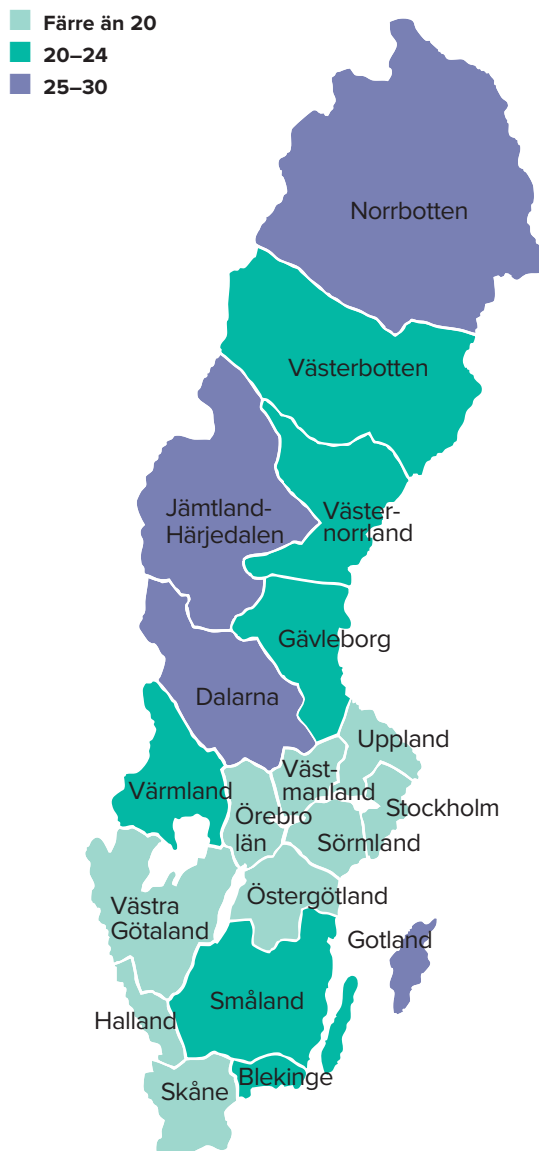 Färre än 20
20–24
25–30
Norrbotten
Västerbotten
Jämtland-
Härjedalen
Väster-
norrland
Gävleborg
Dalarna
Uppland
Väst-
manland
Värmland
Stockholm
Örebro
län
Sörmland
Östergötland
Västra
Götaland
Gotland
Småland
Halland
Blekinge
Skåne